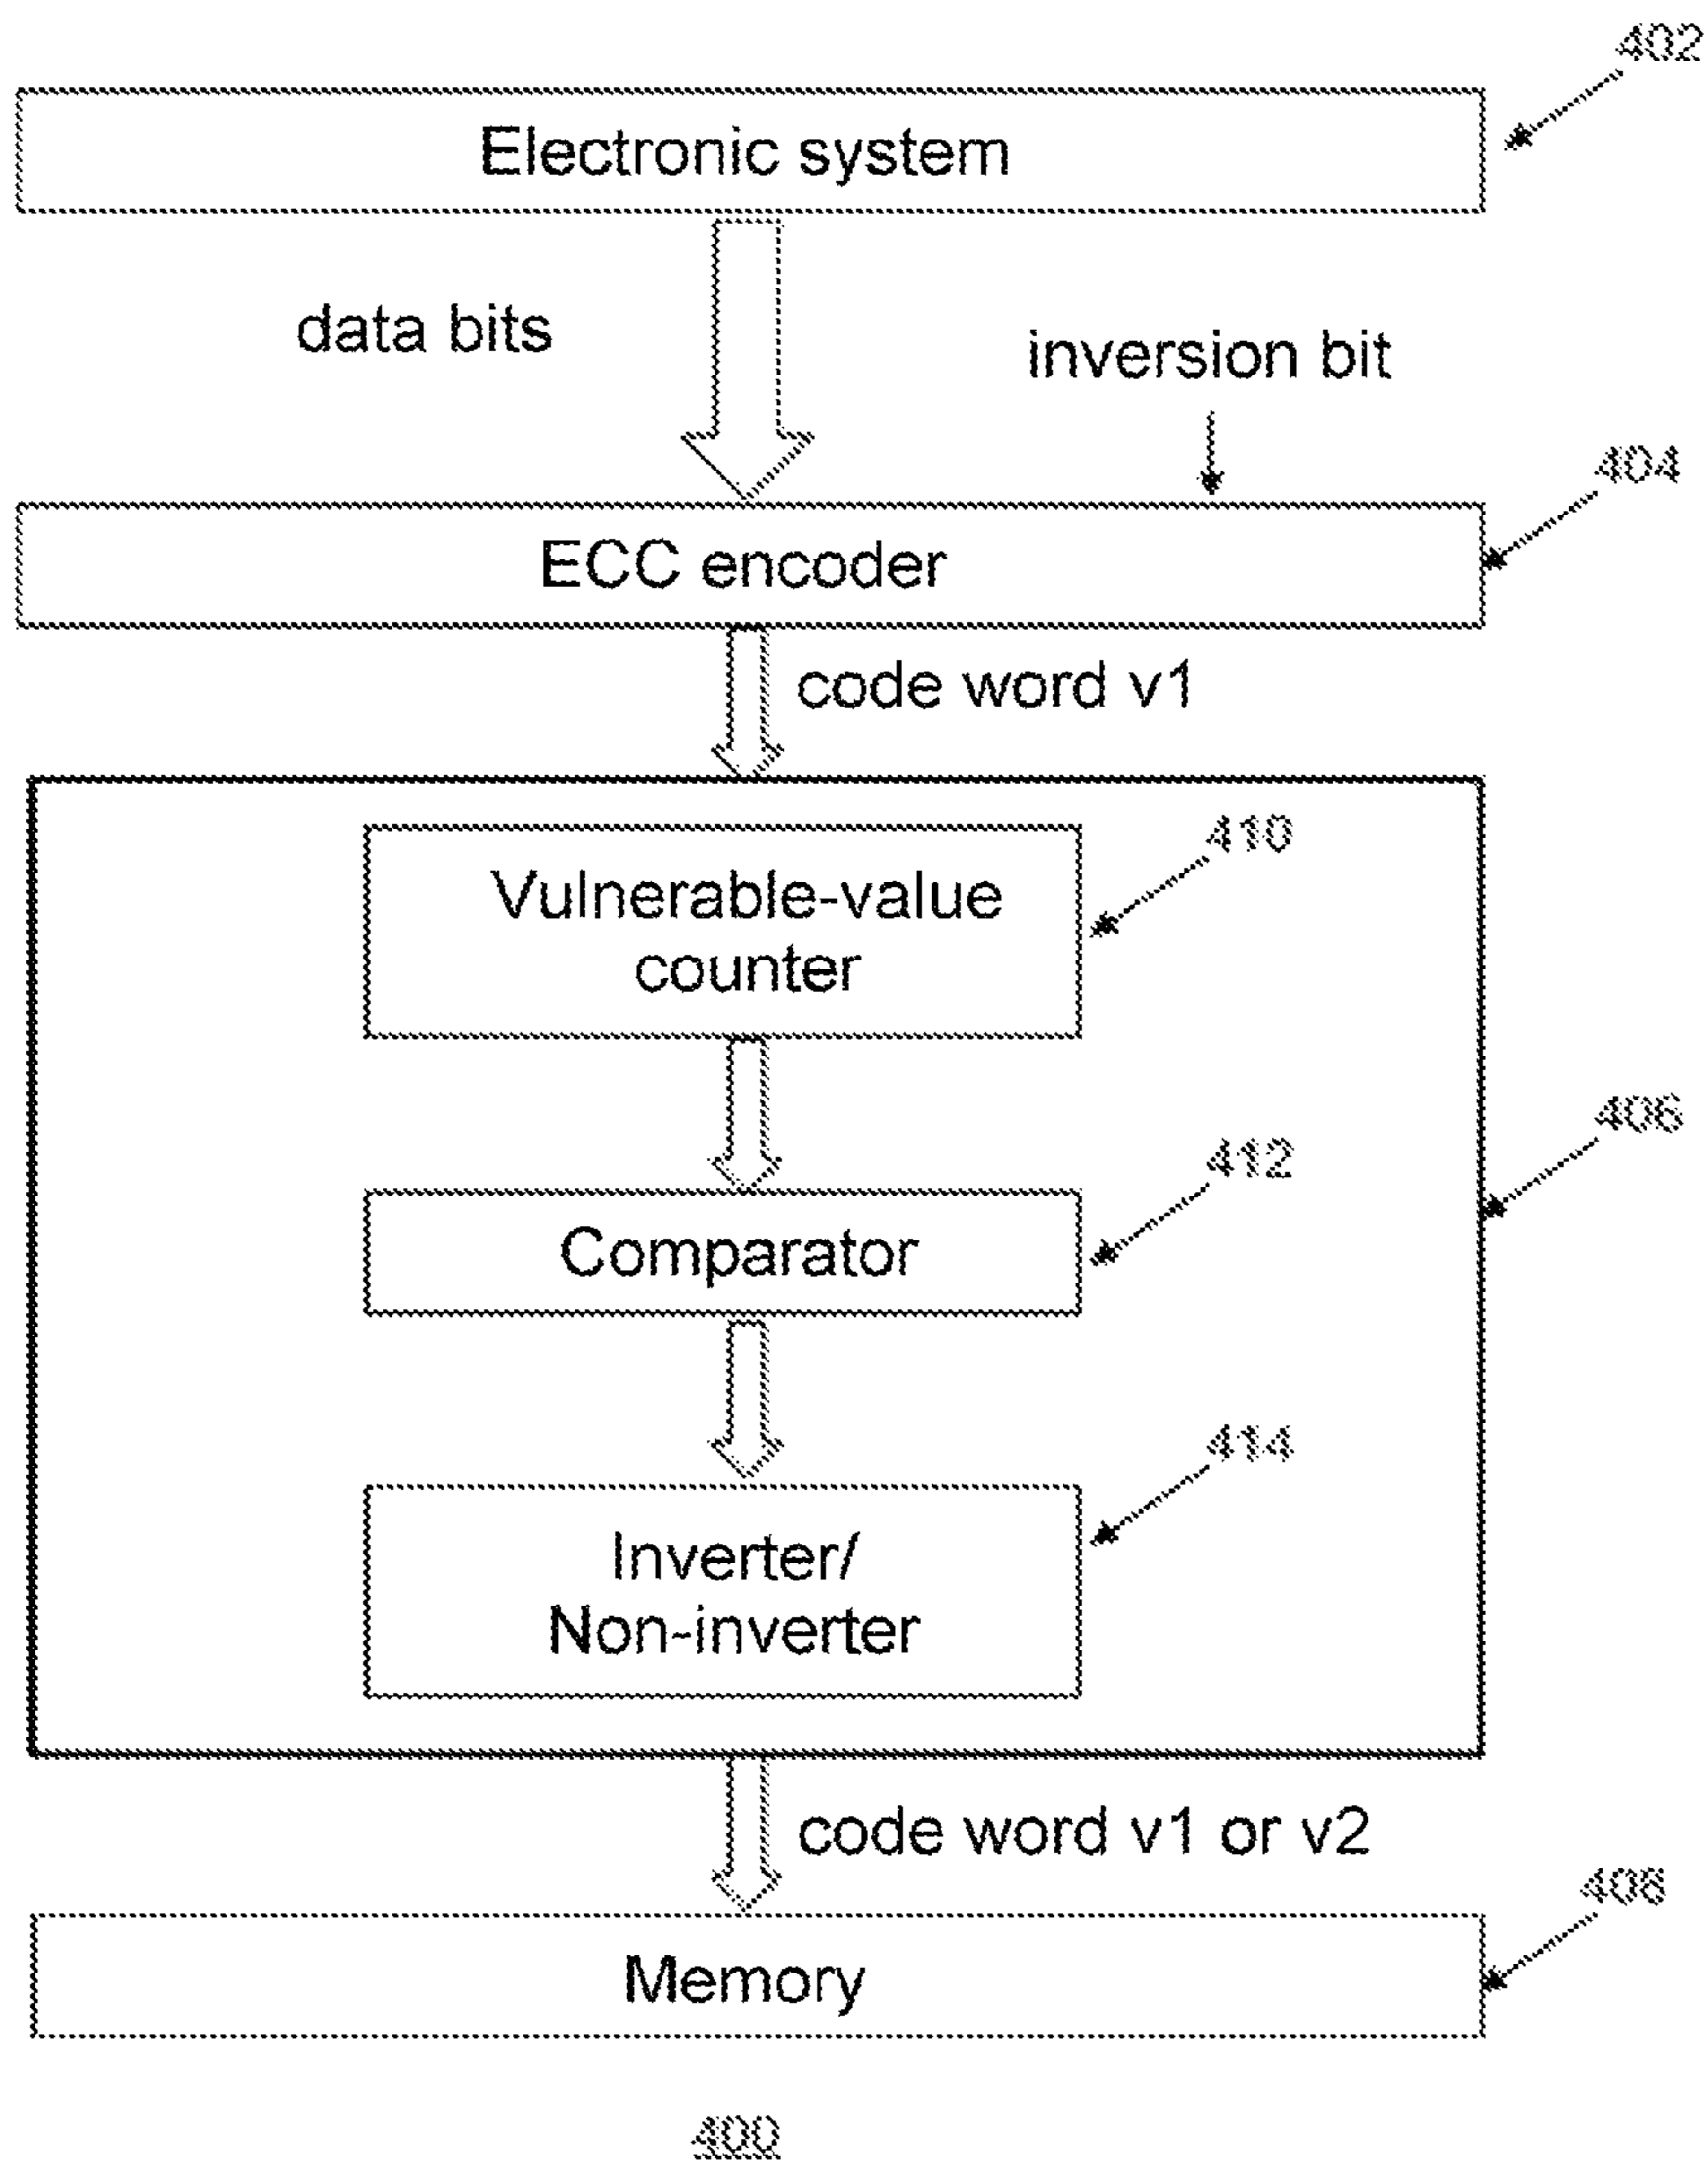 402
Electronic system
data bits
inversion bit
404
ECC encoder
code word v1
410
Vulnerable-value
counter
406
412
Comparator
414
Inverter/
Non-inverter
code word v1 or v2
408
Memory
400